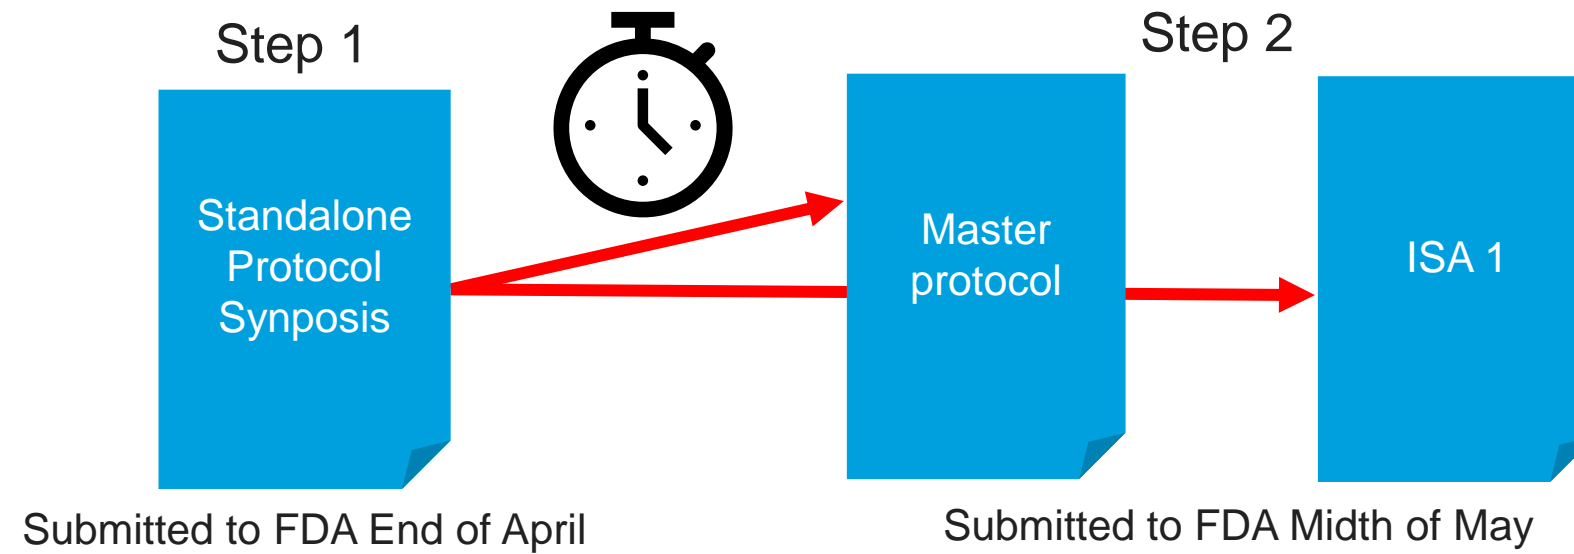 Step 1
Step 2
Standalone
Protocol
Synposis
Master
protocol
ISA 1
Submitted to FDA End of April
Submitted to FDA Midth of May